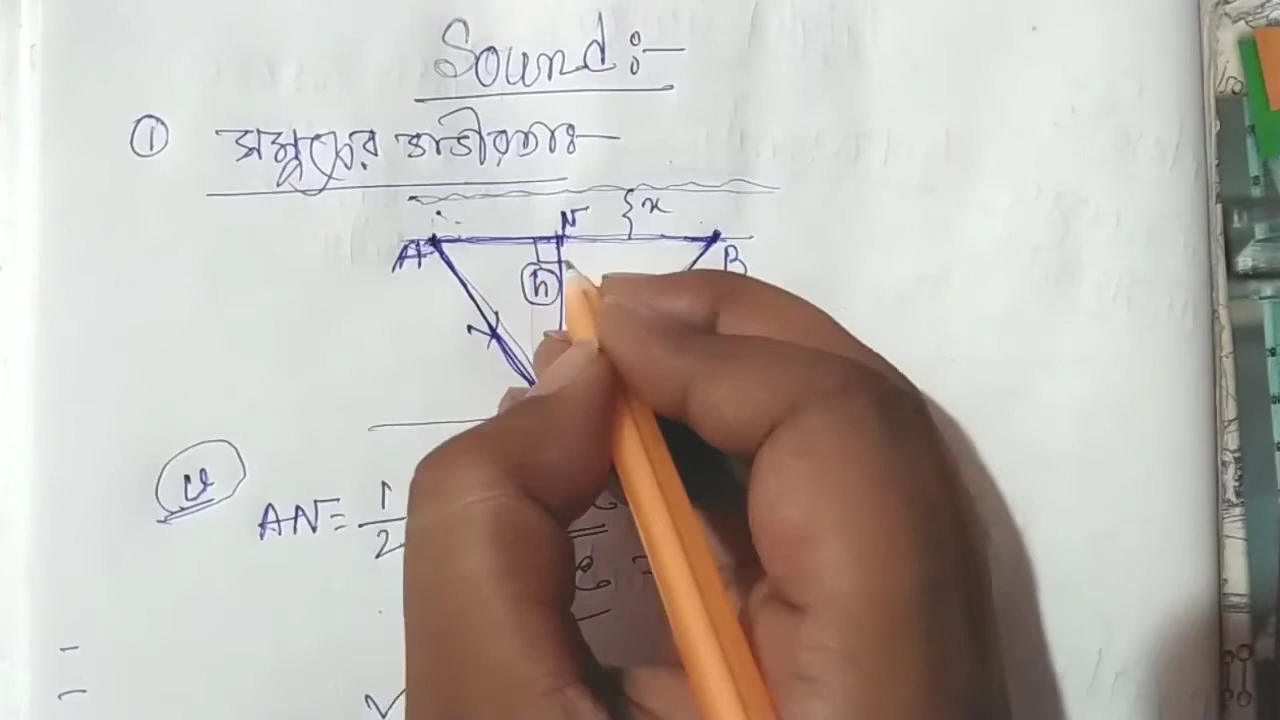 Sound :-
① সমুদ্রের গভীরতাঃ-
N { x
A B
h
v
AN = 1/2